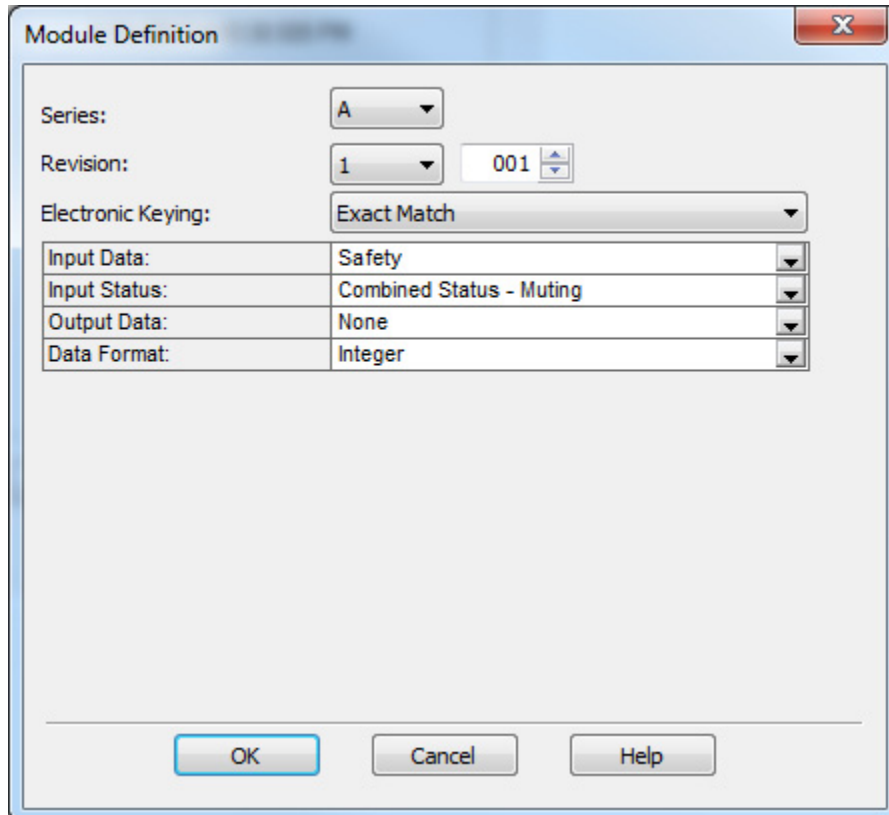 Module Definition
Series: A
Revision: 1 001
Electronic Keying: Exact Match
Input Data: Safety
Input Status: Combined Status - Muting
Output Data: None
Data Format: Integer
OK Cancel Help